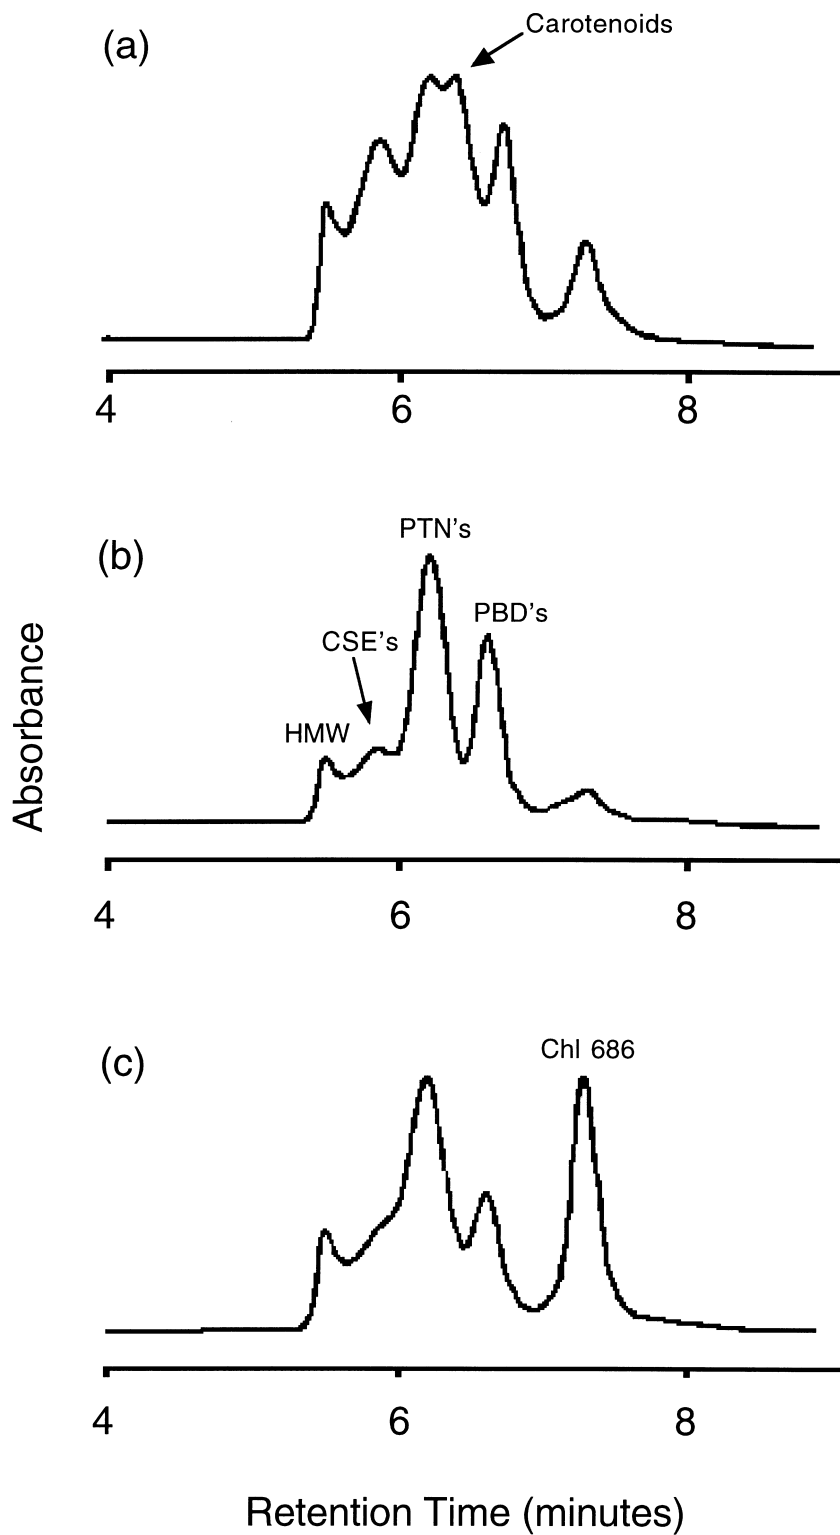 (a)
Carotenoids
4 6 8
(b)
PTN's
PBD's
CSE's
HMW
4 6 8
Absorbance
(c)
Chl 686
4 6 8
Retention Time (minutes)